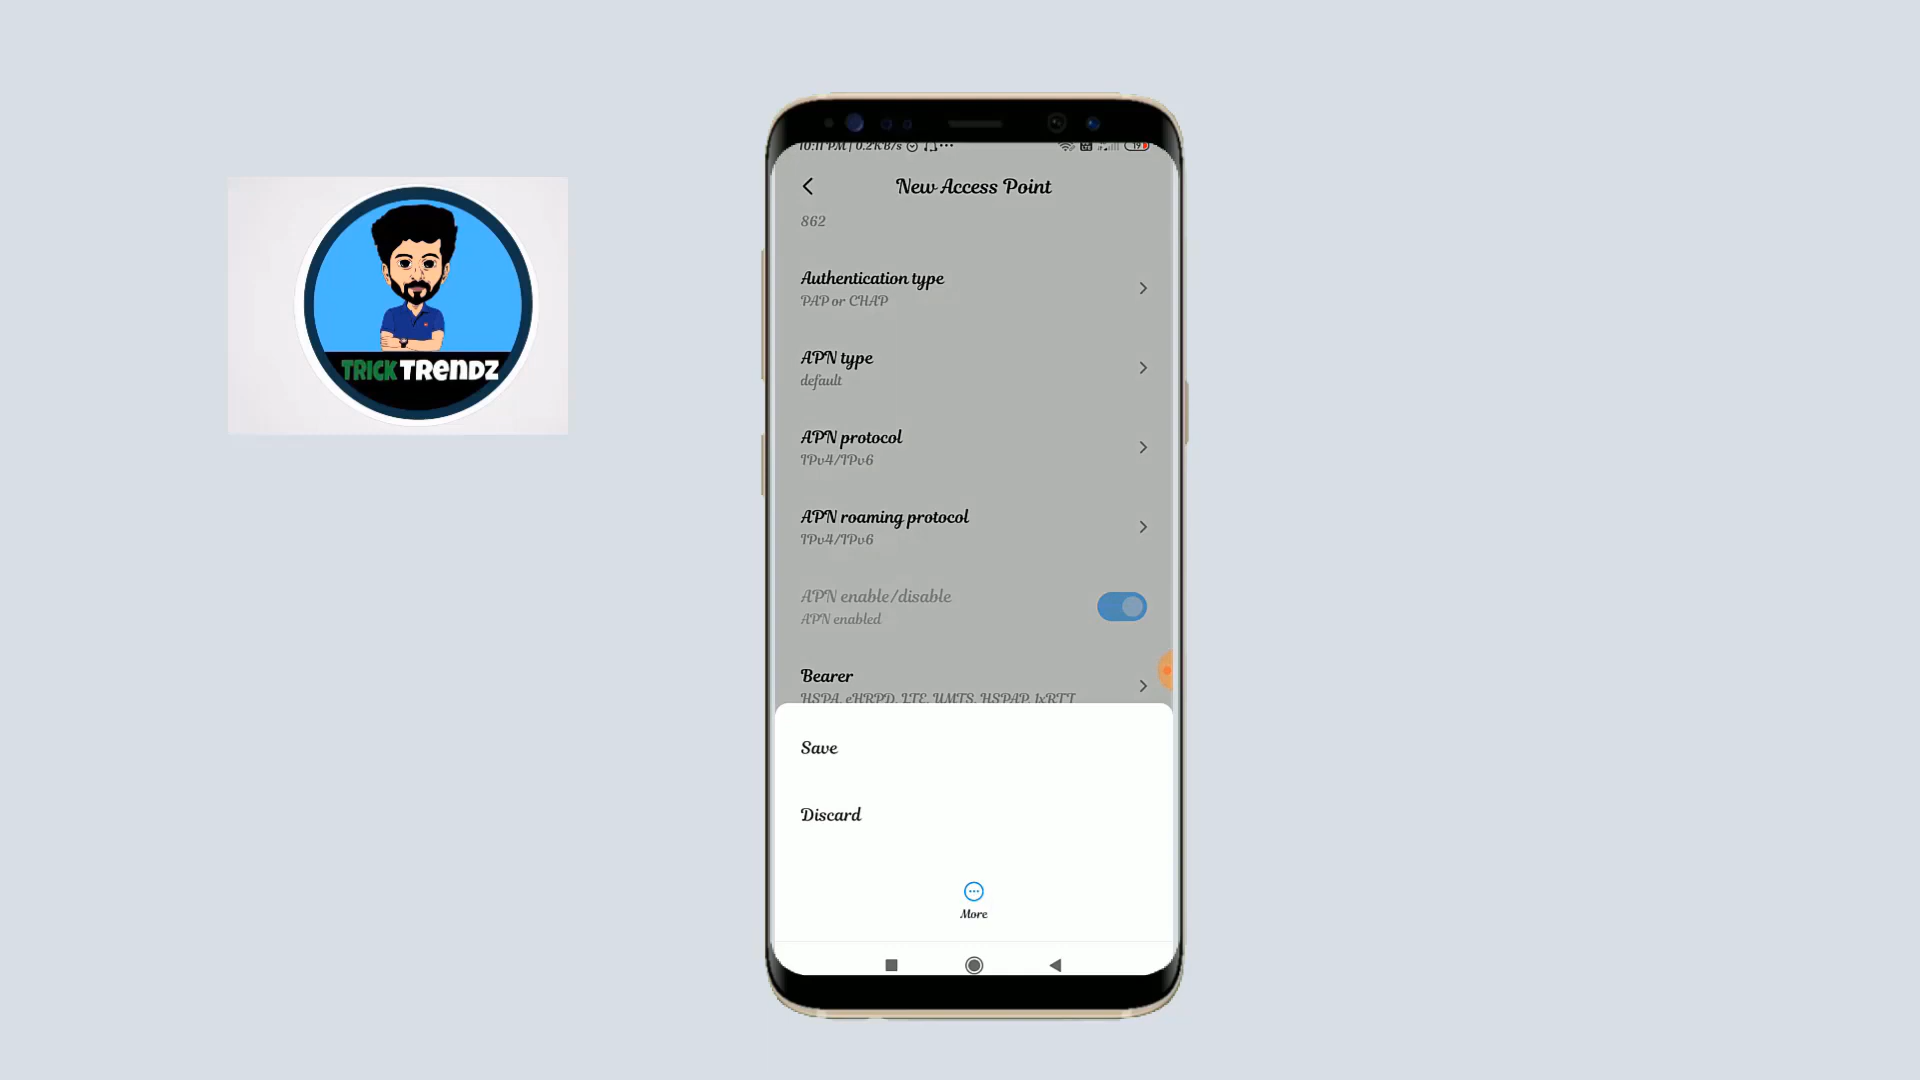 10:11 PM | 0.2KB/s
19
New Access Point
862
Authentication type
PAP or CHAP
APN type
default
APN protocol
IPv4/IPv6
APN roaming protocol
IPv4/IPv6
APN enable/disable
APN enabled
Bearer
HSPA, eHRPD, LTE, UMTS, HSPAP, 1xRTT
Save
Discard
More
TRICK TRENDZ